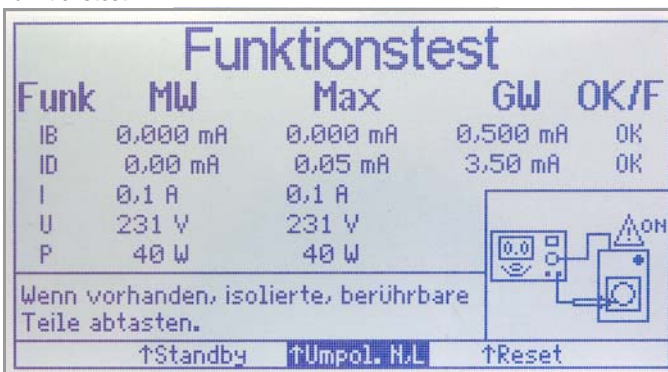 Funktionstest
Funk MW Max GW OK/F
IB 0,000 mA 0,000 mA 0,500 mA OK
ID 0,00 mA 0,05 mA 3,50 mA OK
I 0,1 A 0,1 A
U 231 V 231 V
P 40 W 40 W
ON
0.0
Wenn vorhanden, isolierte, berührbare
Teile abtasten.
↑Standby ↑Umpol. N,L ↑Reset